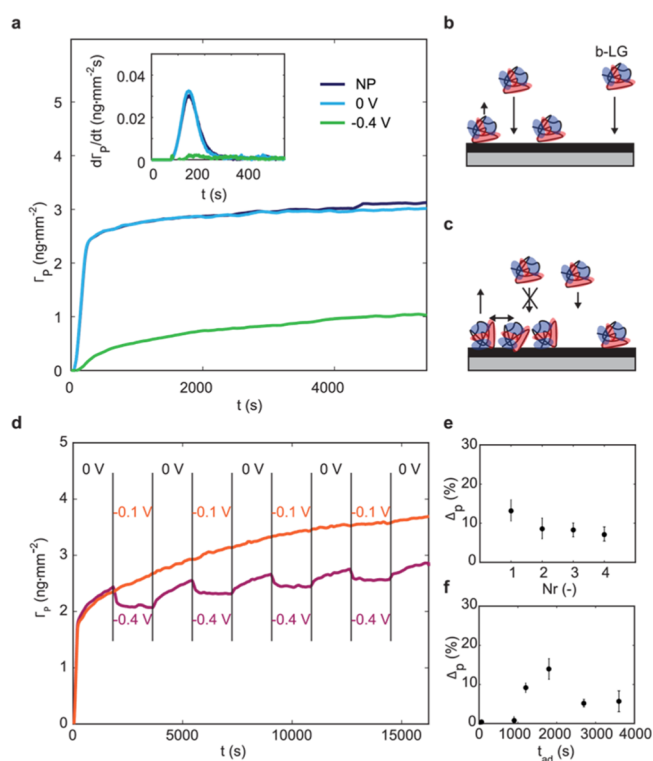 a
dΓp/dt (ng·mm⁻²s)
0.04
0.02
0
0 200 400
t (s)
NP
0 V
-0.4 V
Γp (ng·mm⁻²)
5
4
3
2
1
0
0 2000 4000
t (s)
b
b-LG
c
d
Γp (ng·mm⁻²)
5
4
3
2
1
0
0 V 0 V 0 V 0 V 0 V
-0.1 V -0.1 V -0.1 V -0.1 V
-0.4 V -0.4 V -0.4 V -0.4 V
0 5000 10000 15000
t (s)
e
Δp (%)
30
20
10
0
1 2 3 4
Nr (-)
f
Δp (%)
20
10
0
0 1000 2000 3000 4000
tad (s)